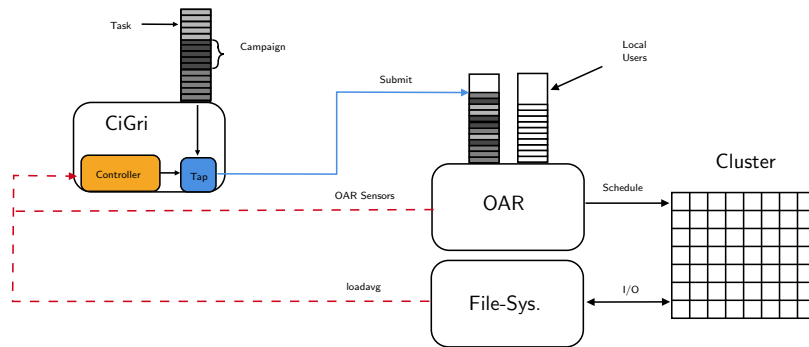 Task
Campaign
Local
Users
Submit
CiGri
Cluster
Controller
Tap
OAR Sensors
OAR
Schedule
loadavg
File-Sys.
I/O